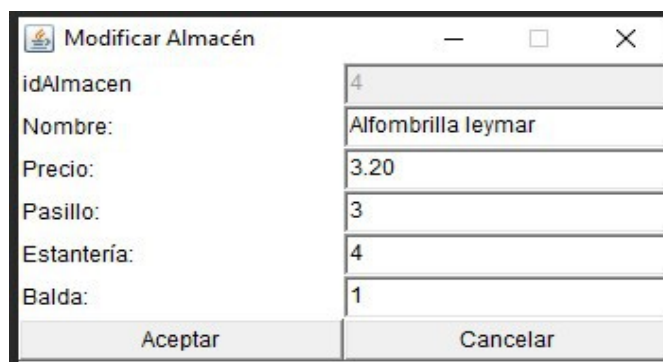 Modificar Almacén
idAlmacen 4
Nombre: Alfombrilla leymar
Precio: 3.20
Pasillo: 3
Estantería: 4
Balda: 1
Aceptar Cancelar